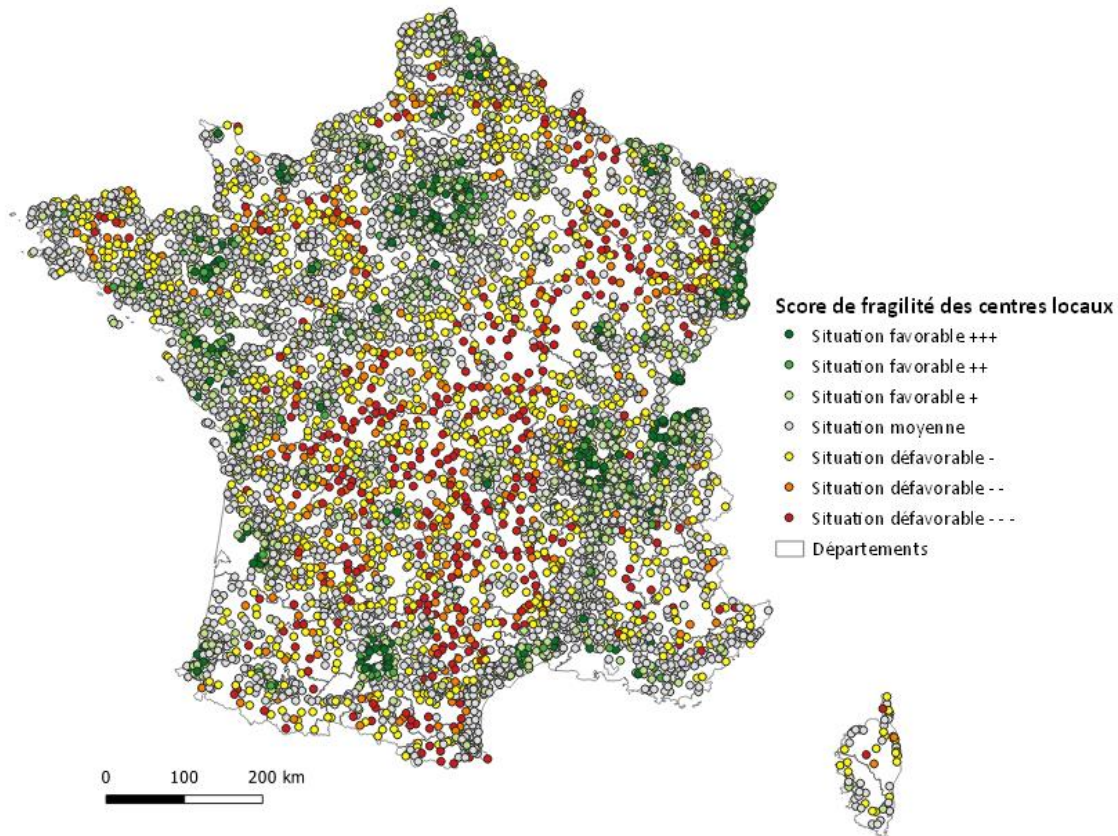 Score de fragilité des centres locaux
Situation favorable +++
Situation favorable ++
Situation favorable +
Situation moyenne
Situation défavorable -
Situation défavorable - -
Situation défavorable - - -
Départements
0 100 200 km